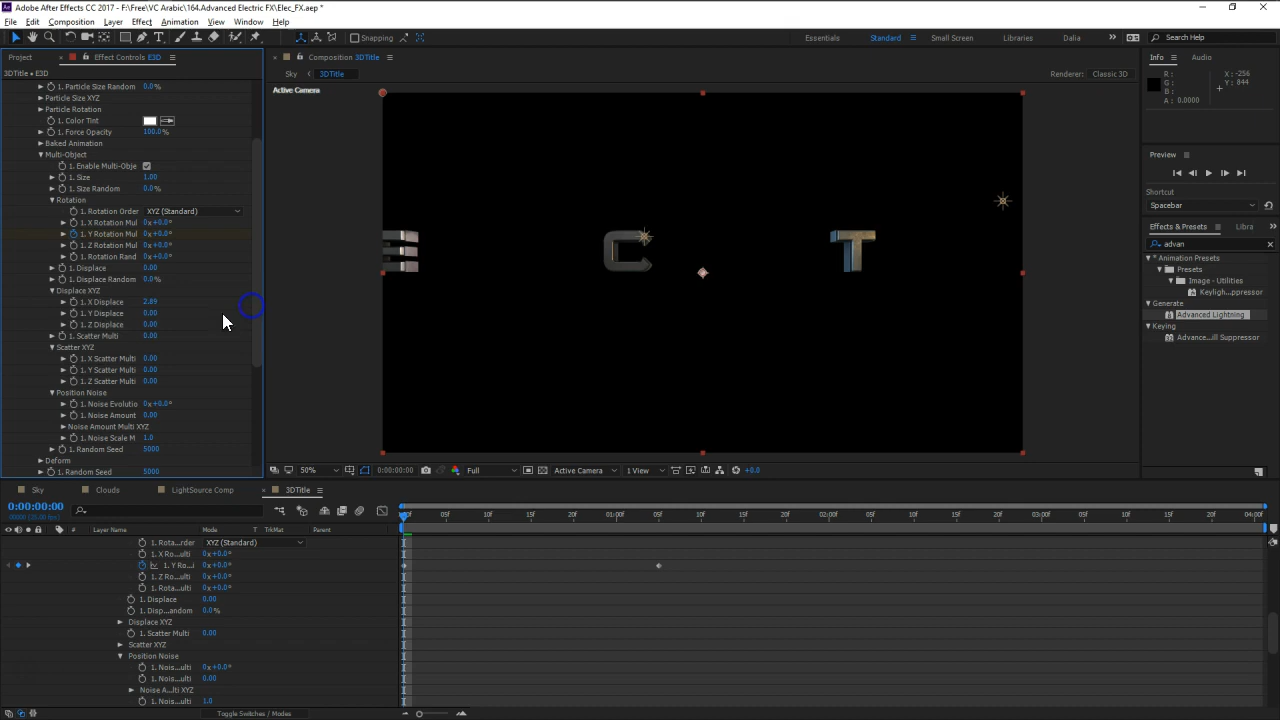 Adobe After Effects CC 2017 - F:\Free\VC Arabic\164.Advanced Electric FX\Elec_FX.aep *
File Edit Composition Layer Effect Animation View Window Help
Snapping
Essentials Standard Small Screen Libraries
Search Help
Project Effect Controls E3D
3DTitle • E3D
Composition 3DTitle
Sky 3DTitle
Renderer: Classic 3D
Active Camera
Info Audio
R:
G:
B:
A: 0.0000
X: -256
Y: 844
Preview
Shortcut
Spacebar
Effects & Presets Libra
advan
* Animation Presets
Presets
Image - Utilities
Keyligh...ppressor
Generate
Advanced Lightning
Keying
Advance...ill Suppressor
1. Particle Size Random 0.0%
Particle Size XYZ
Particle Rotation
1. Color Tint
1. Force Opacity 100.0%
Baked Animation
Multi-Object
1. Enable Multi-Obje
1. Size 1.00
1. Size Random 0.0%
Rotation
1. Rotation Order XYZ (Standard)
1. X Rotation Mul 0x+0.0°
1. Y Rotation Mul 0x+0.0°
1. Z Rotation Mul 0x+0.0°
1. Rotation Rand 0x+0.0°
1. Displace 0.00
1. Displace Random 0.0%
Displace XYZ
1. X Displace 2.89
1. Y Displace 0.00
1. Z Displace 0.00
1. Scatter Multi 0.00
Scatter XYZ
1. X Scatter Multi 0.00
1. Y Scatter Multi 0.00
1. Z Scatter Multi 0.00
Position Noise
1. Noise Evolutio 0x+0.0°
1. Noise Amount 0.00
Noise Amount Multi XYZ
1. Noise Scale M 1.0
1. Random Seed 5000
Deform
1. Random Seed 5000
E C T
50% 0:00:00:00 Full Active Camera 1 View +0.0
Sky Clouds LightSource Comp 3DTitle
0:00:00:00
00000 (25.00 fps)
# Layer Name Mode T TrkMat Parent
05f 10f 15f 20f 01:00f 05f 10f 15f 20f 02:00f 05f 10f 15f 20f 03:00f 05f 10f 15f 20f 04:00f
1. Rota...rder XYZ (Standard)
1. X Ro...ulti 0x+0.0°
1. Y Ro...i 0x+0.0°
1. Z Ro...ulti 0x+0.0°
1. Rota...ulti 0x+0.0°
1. Displace 0.00
1. Disp...andom 0.0%
Displace XYZ
1. Scatter Multi 0.00
Scatter XYZ
Position Noise
1. Nois...ulti 0x+0.0°
1. Nois...ulti 0.00
Noise A...lti XYZ
1. Nois...ulti 1.0
Toggle Switches / Modes